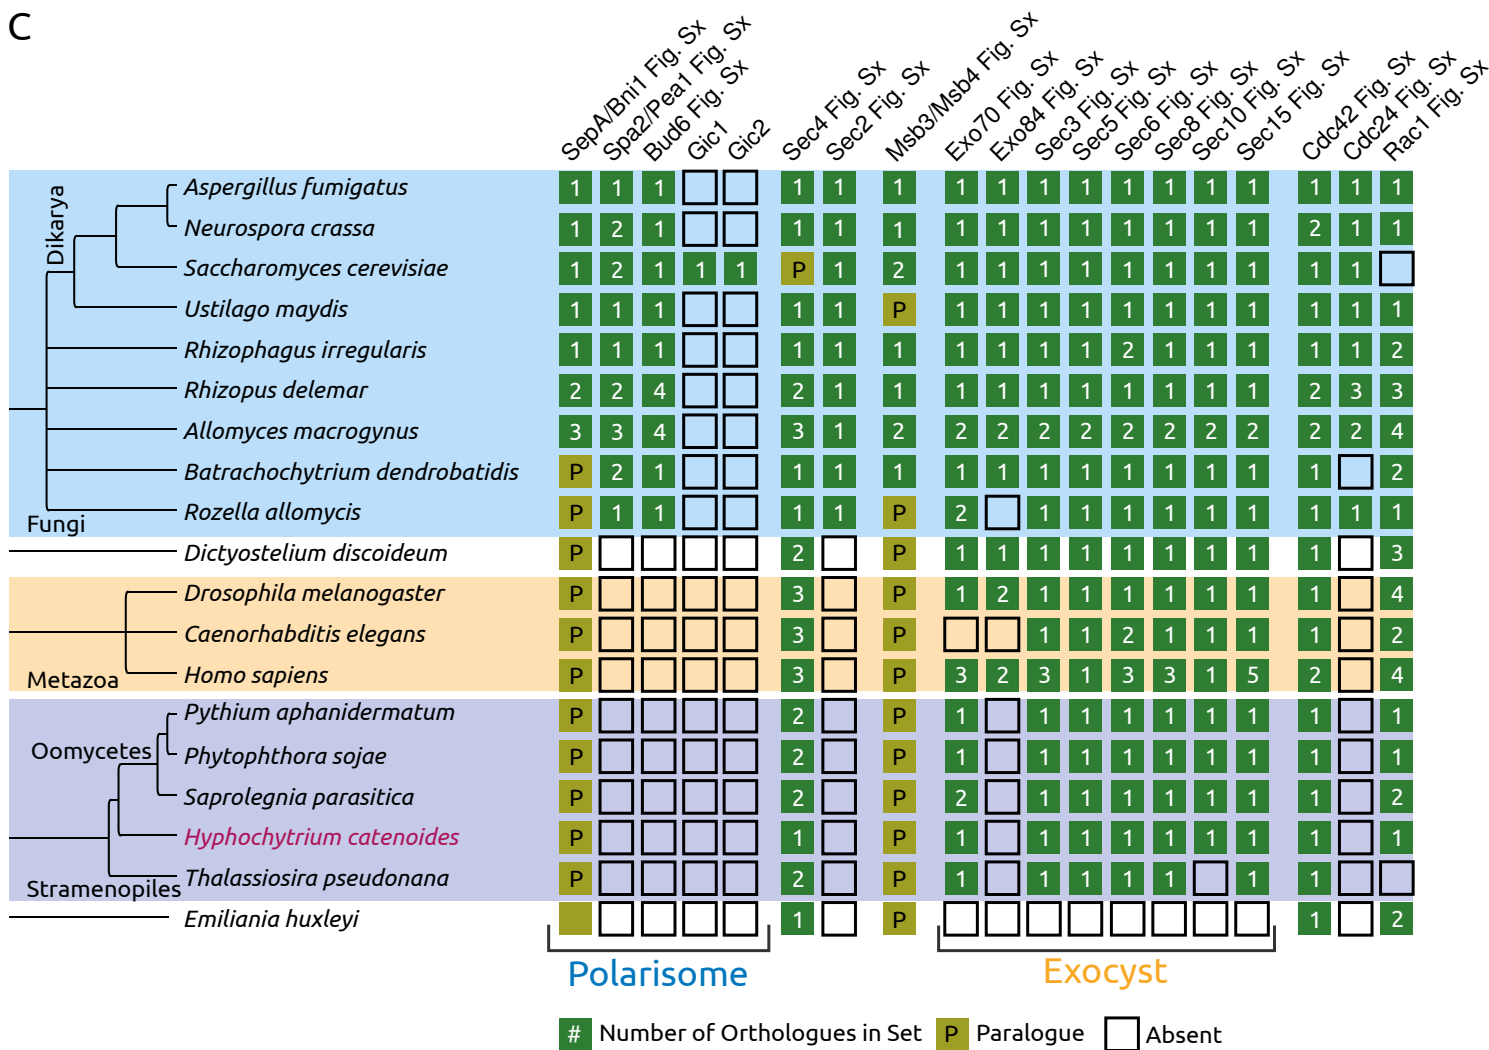 C
SepA/Bni1 Fig. Sx
Spa2/Pea1 Fig. Sx
Bud6 Fig. Sx
Gic1
Gic2
Sec4 Fig. Sx
Sec2 Fig. Sx
Msb3/Msb4 Fig. Sx
Exo70 Fig. Sx
Exo84 Fig. Sx
Sec3 Fig. Sx
Sec5 Fig. Sx
Sec6 Fig. Sx
Sec8 Fig. Sx
Sec10 Fig. Sx
Sec15 Fig. Sx
Cdc42 Fig. Sx
Cdc24 Fig. Sx
Rac1 Fig. Sx
Dikarya
Aspergillus fumigatus 1 1 1 1 1 1 1 1 1 1 1 1 1 1 1 1 1
Neurospora crassa 1 2 1 1 1 1 1 1 1 1 1 1 1 1 2 1 1
Saccharomyces cerevisiae 1 2 1 1 1 P 1 2 1 1 1 1 1 1 1 1 1 1
Ustilago maydis 1 1 1 1 1 P 1 1 1 1 1 1 1 1 1 1 1
Rhizophagus irregularis 1 1 1 1 1 1 1 1 1 1 2 1 1 1 1 1 2
Rhizopus delemar 2 2 4 2 1 1 1 1 1 1 1 1 1 1 2 3 3
Allomyces macrogynus 3 3 4 3 1 2 2 2 2 2 2 2 2 2 2 2 4
Batrachochytrium dendrobatidis P 2 1 1 1 1 1 1 1 1 1 1 1 1 1 2
Rozella allomycis P 1 1 1 1 P 2 1 1 1 1 1 1 1 1 1
Fungi
Dictyostelium discoideum P 2 P 1 1 1 1 1 1 1 1 1 3
Drosophila melanogaster P 3 P 1 2 1 1 1 1 1 1 1 4
Caenorhabditis elegans P 3 P 1 1 2 1 1 1 1 2
Homo sapiens P 3 P 3 2 3 1 3 3 1 5 2 4
Metazoa
Pythium aphanidermatum P 2 P 1 1 1 1 1 1 1 1 1
Oomycetes
Phytophthora sojae P 2 P 1 1 1 1 1 1 1 1 1
Saprolegnia parasitica P 2 P 2 1 1 1 1 1 1 1 2
Hyphochytrium catenoides P 1 P 1 1 1 1 1 1 1 1 1
Thalassiosira pseudonana P 2 P 1 1 1 1 1 1 1
Stramenopiles
Emiliania huxleyi 1 P 1 2
Polarisome
Exocyst
# Number of Orthologues in Set P Paralogue Absent